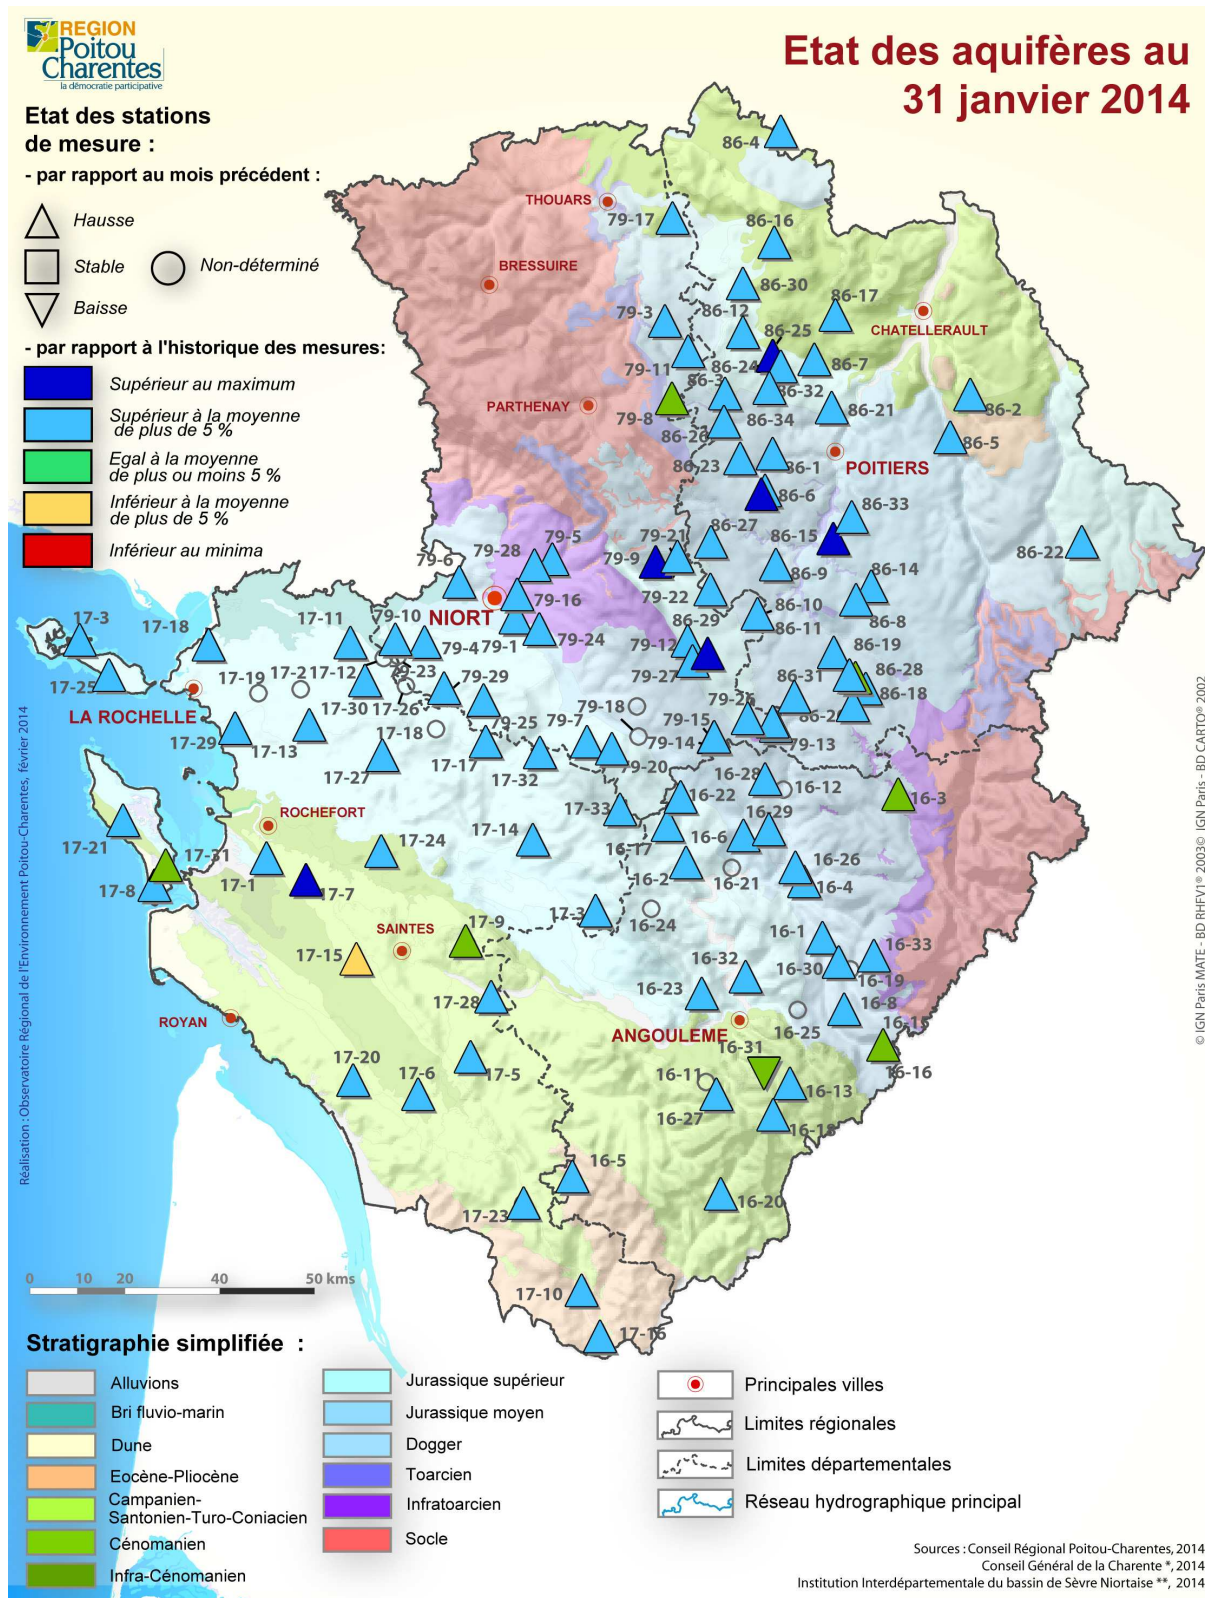 REGION
Poitou
Charentes
la démocratie participative
Etat des aquifères au
31 janvier 2014
Etat des stations
de mesure :
- par rapport au mois précédent :
Hausse
Stable
Non-déterminé
Baisse
- par rapport à l'historique des mesures:
Supérieur au maximum
Supérieur à la moyenne
de plus de 5 %
Egal à la moyenne
de plus ou moins 5 %
Inférieur à la moyenne
de plus de 5 %
Inférieur au minima
86-4
THOUARS
79-17
86-16
BRESSUIRE
86-30
86-17
79-3
86-12
86-25
CHATELLERAULT
79-11
86-24
86-7
86-3
86-32
PARTHENAY
79-8
86-34
86-21
86-2
86-26
86-5
86-23
86-1
POITIERS
86-6
86-33
86-27
86-15
86-22
79-5
79-28
79-21
79-9
79-6
86-9
86-14
79-16
79-22
86-10
86-8
NIORT
86-11
17-3
17-18
17-11
79-10
79-4
79-1
79-24
86-29
79-12
86-19
17-25
17-19
17-2
17-12
79-23
79-29
79-27
86-28
86-31
86-18
LA ROCHELLE
17-30
17-26
79-25
79-7
79-18
79-26
86-2
17-29
17-13
17-18
79-15
79-14
79-13
17-27
17-17
17-32
79-20
16-28
16-12
16-22
16-3
ROCHEFORT
17-33
16-29
17-21
17-31
17-24
17-14
16-17
16-6
16-26
17-8
17-1
17-7
16-2
16-21
16-4
17-3
16-24
SAINTES
17-9
16-1
16-33
17-15
16-32
16-30
16-19
17-28
16-23
16-8
ROYAN
ANGOULEME
16-25
16-15
16-31
16-16
17-20
17-6
17-5
16-11
16-13
16-27
16-18
16-5
16-20
17-23
17-10
17-16
0 10 20 40 50 kms
Stratigraphie simplifiée :
Alluvions
Bri fluvio-marin
Dune
Eocène-Pliocène
Campanien-
Santonien-Turo-Coniacien
Cénomanien
Infra-Cénomanien
Jurassique supérieur
Jurassique moyen
Dogger
Toarcien
Infratoarcien
Socle
Principales villes
Limites régionales
Limites départementales
Réseau hydrographique principal
Sources : Conseil Régional Poitou-Charentes, 2014
Conseil Général de la Charente *, 2014
Institution Interdépartementale du bassin de Sèvre Niortaise **, 2014
Réalisation : Observatoire Régional de l'Environnement Poitou-Charentes, février 2014
© IGN Paris MATE - BD RHFV1® 2003© IGN Paris - BD CARTO® 2002